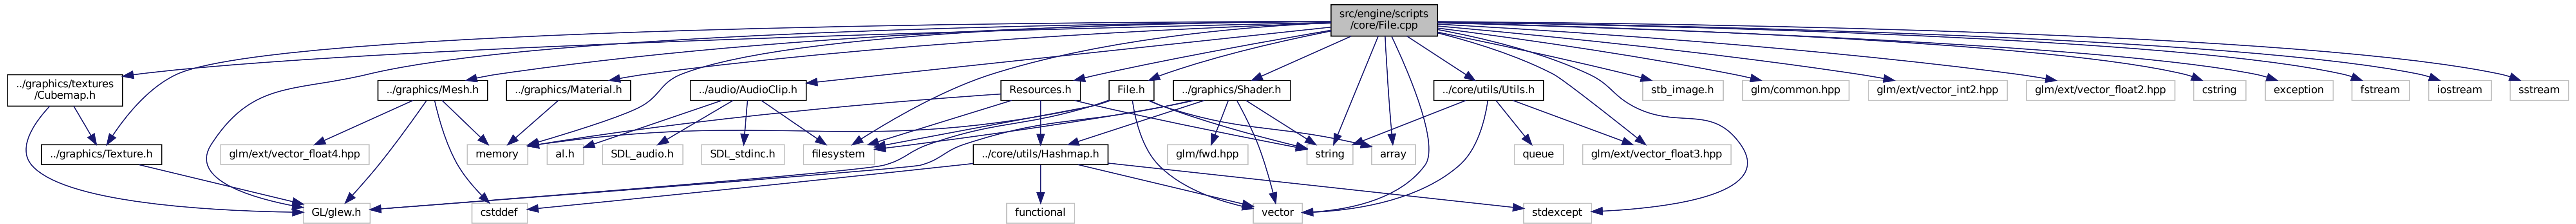 src/engine/scripts
/core/File.cpp
../graphics/textures
/Cubemap.h
../graphics/Mesh.h
../graphics/Material.h
../audio/AudioClip.h
Resources.h
File.h
../graphics/Shader.h
../core/utils/Utils.h
stb_image.h
glm/common.hpp
glm/ext/vector_int2.hpp
glm/ext/vector_float2.hpp
cstring
exception
fstream
iostream
sstream
../graphics/Texture.h
glm/ext/vector_float4.hpp
memory
al.h
SDL_audio.h
SDL_stdinc.h
filesystem
../core/utils/Hashmap.h
glm/fwd.hpp
string
array
queue
glm/ext/vector_float3.hpp
GL/glew.h
cstddef
functional
vector
stdexcept